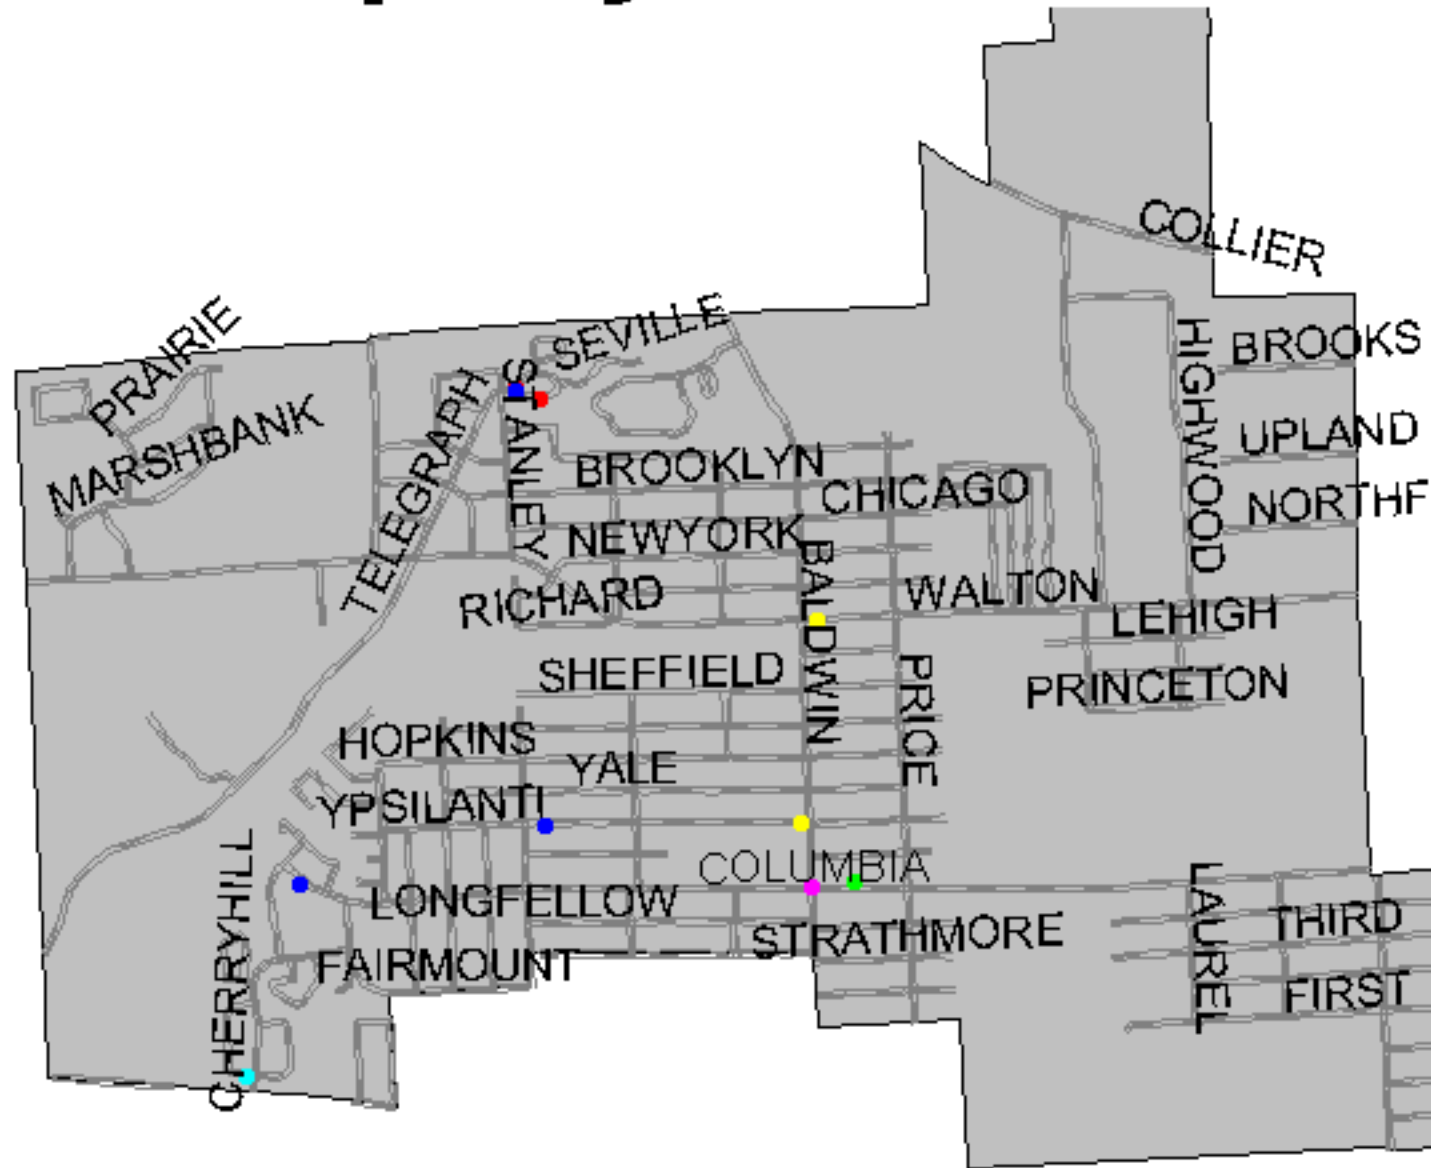 COLLIER
PRAIRIE
SEVILLE
HIGHWOOD
BROOKS
MARSHBANK
TELEGRAPH
STANLEY
UPLAND
BROOKLYN
CHICAGO
NORTHF
NEWYORK
BALDWIN
RICHARD
WALTON
LEHIGH
SHEFFIELD
PRICE
PRINCETON
HOPKINS
YALE
YPSILANTI
CHERRYHILL
COLUMBIA
LAUREL
LONGFELLOW
STRATHMORE
THIRD
FAIRMOUNT
FIRST